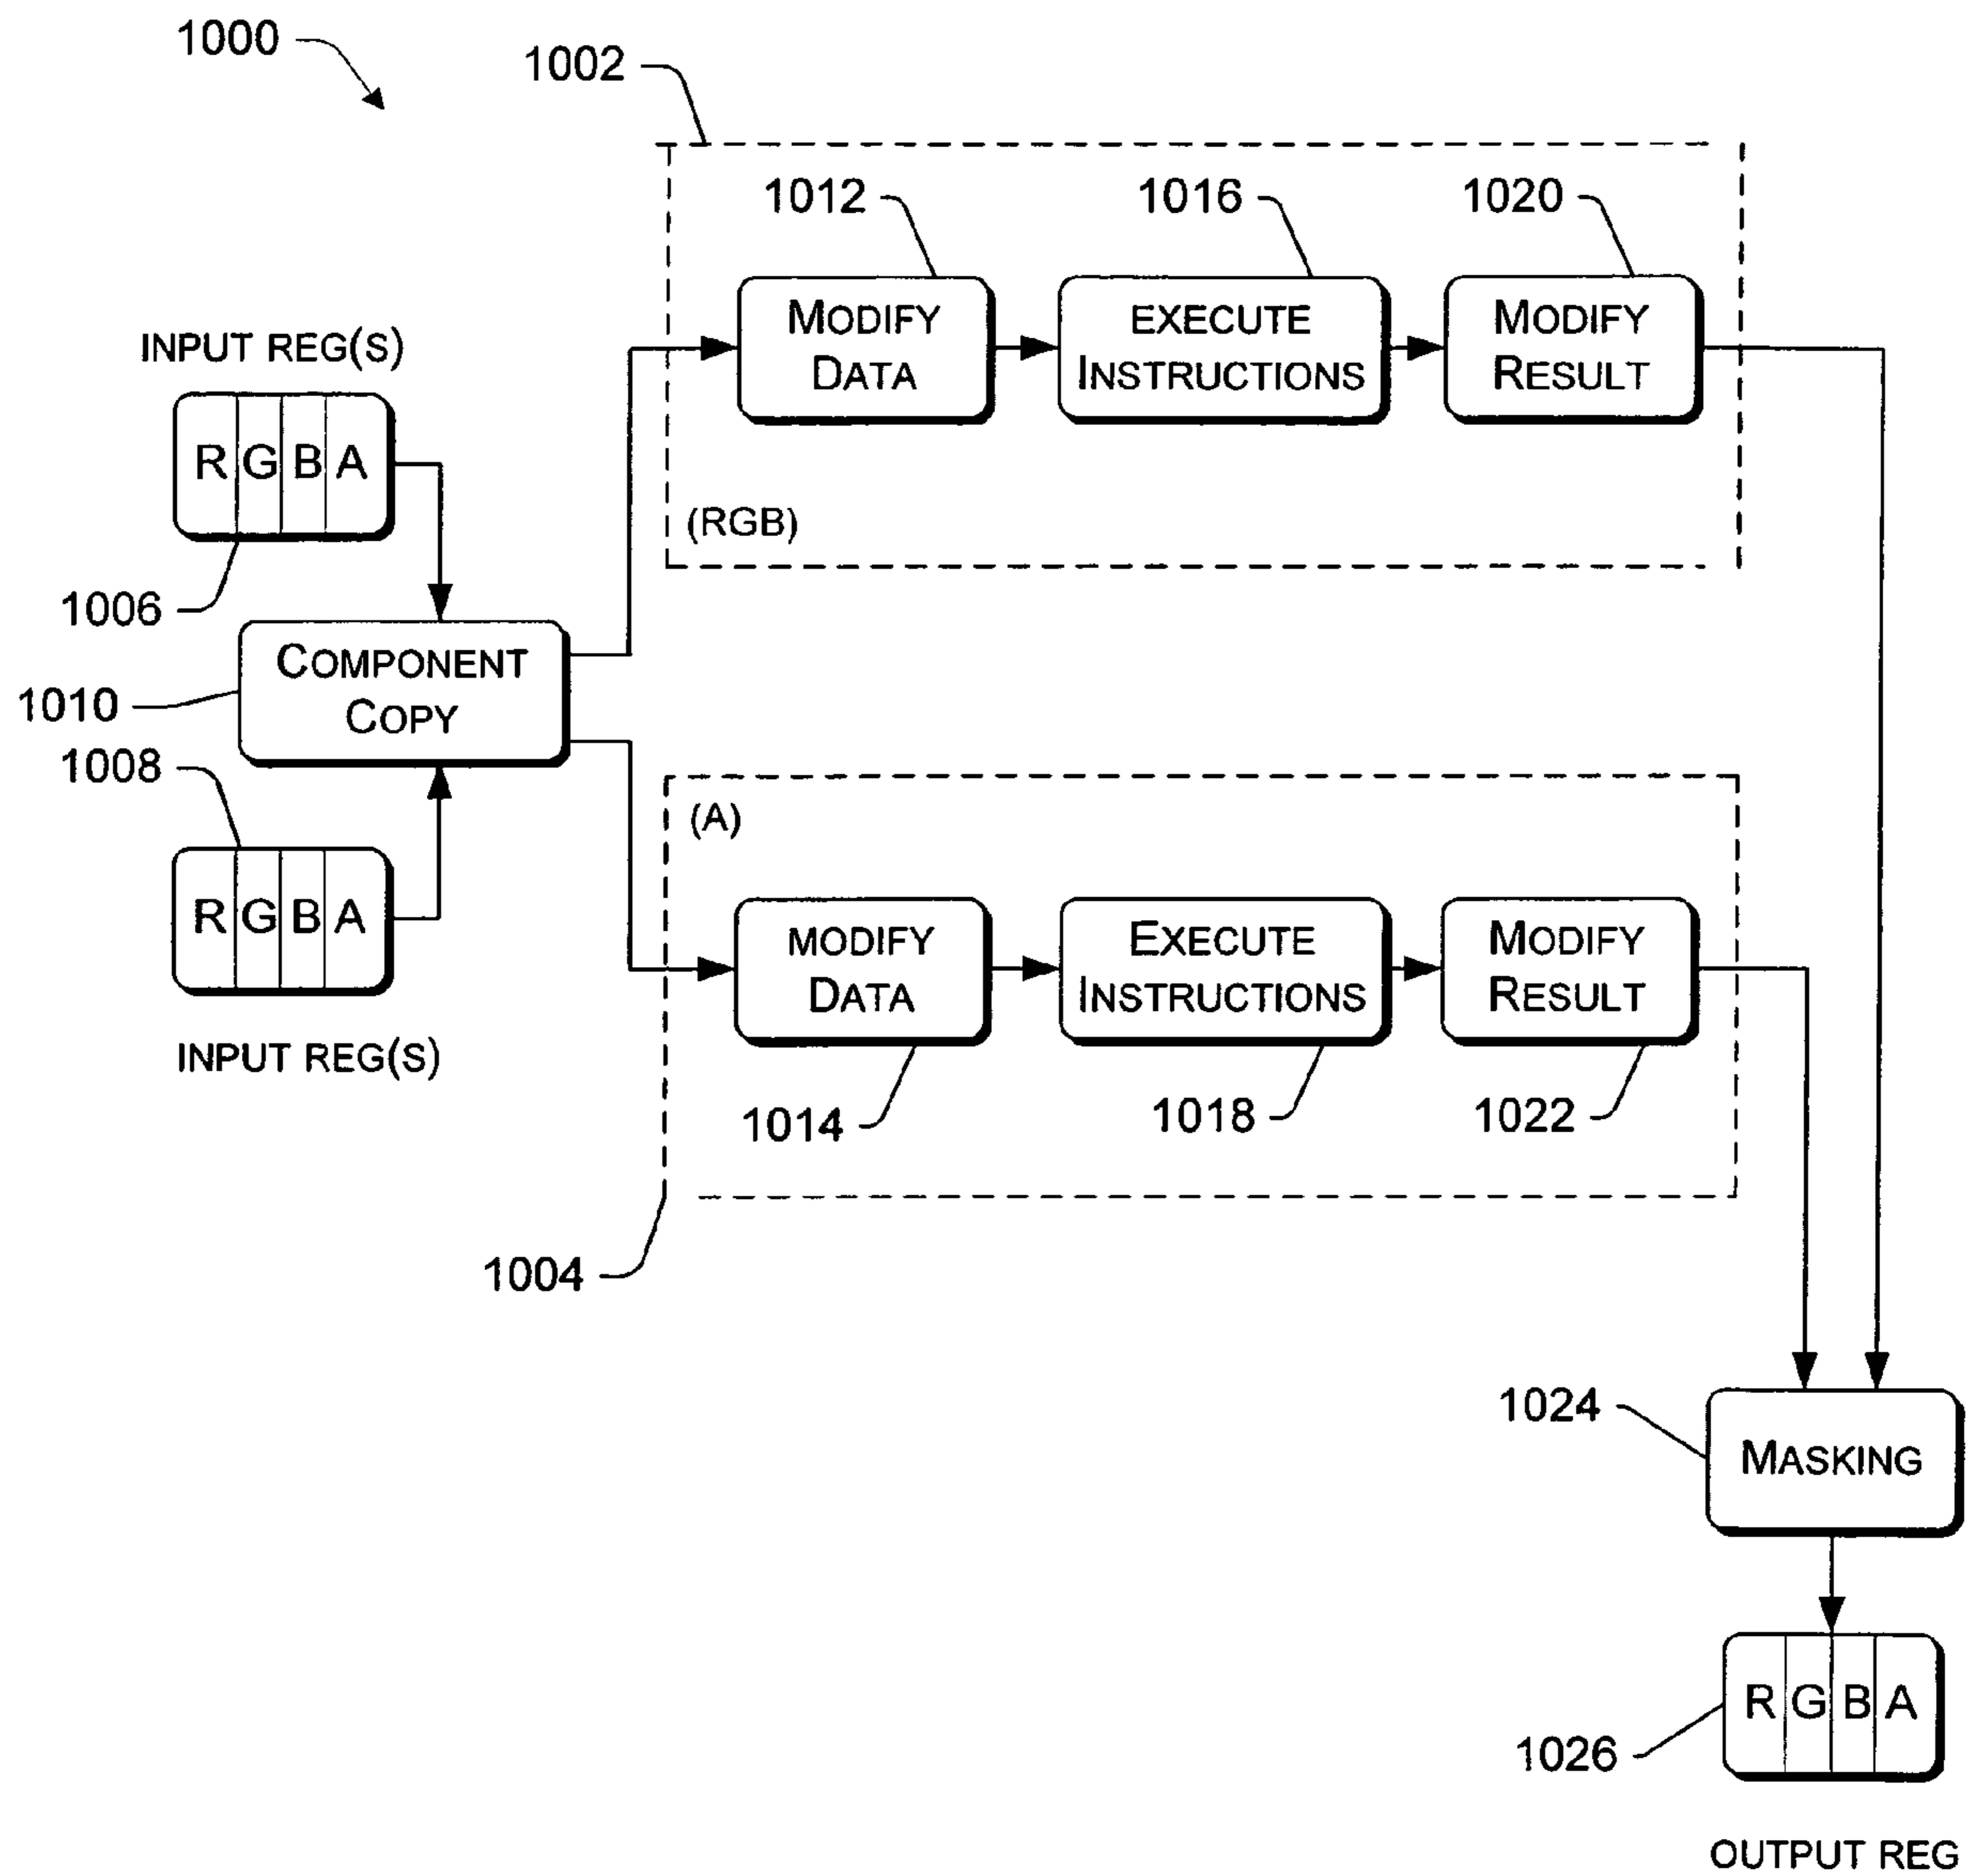 1000
1002
1012
1016
1020
MODIFY
DATA
EXECUTE
INSTRUCTIONS
MODIFY
RESULT
INPUT REG(S)
R G B A
(RGB)
1006
COMPONENT
COPY
1010
1008
(A)
R G B A
MODIFY
DATA
EXECUTE
INSTRUCTIONS
MODIFY
RESULT
INPUT REG(S)
1014
1018
1022
1004
1024
MASKING
R G B A
1026
OUTPUT REG